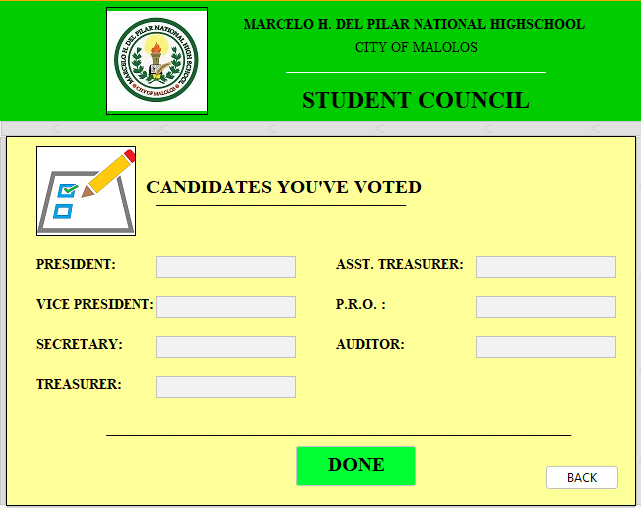 MARCELO H. DEL PILAR NATIONAL HIGHSCHOOL
CITY OF MALOLOS
STUDENT COUNCIL
MARCELO H. DEL PILAR NATIONAL HIGH SCHOOL
CITY OF MALOLOS
CANDIDATES YOU'VE VOTED
PRESIDENT:
ASST. TREASURER:
VICE PRESIDENT:
P.R.O. :
SECRETARY:
AUDITOR:
TREASURER:
DONE
BACK